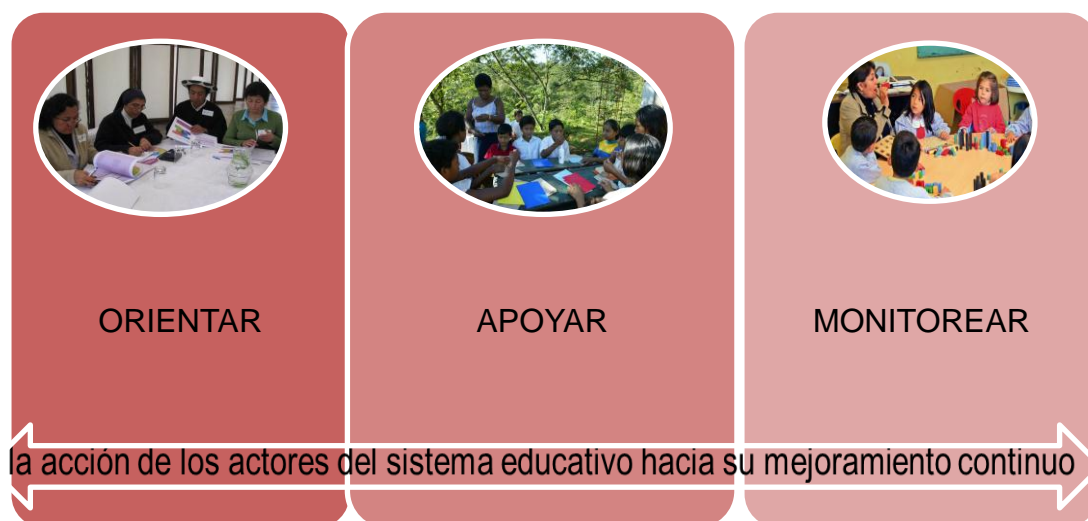 ORIENTAR
APOYAR
MONITOREAR
la acción de los actores del sistema educativo hacia su mejoramiento continuo